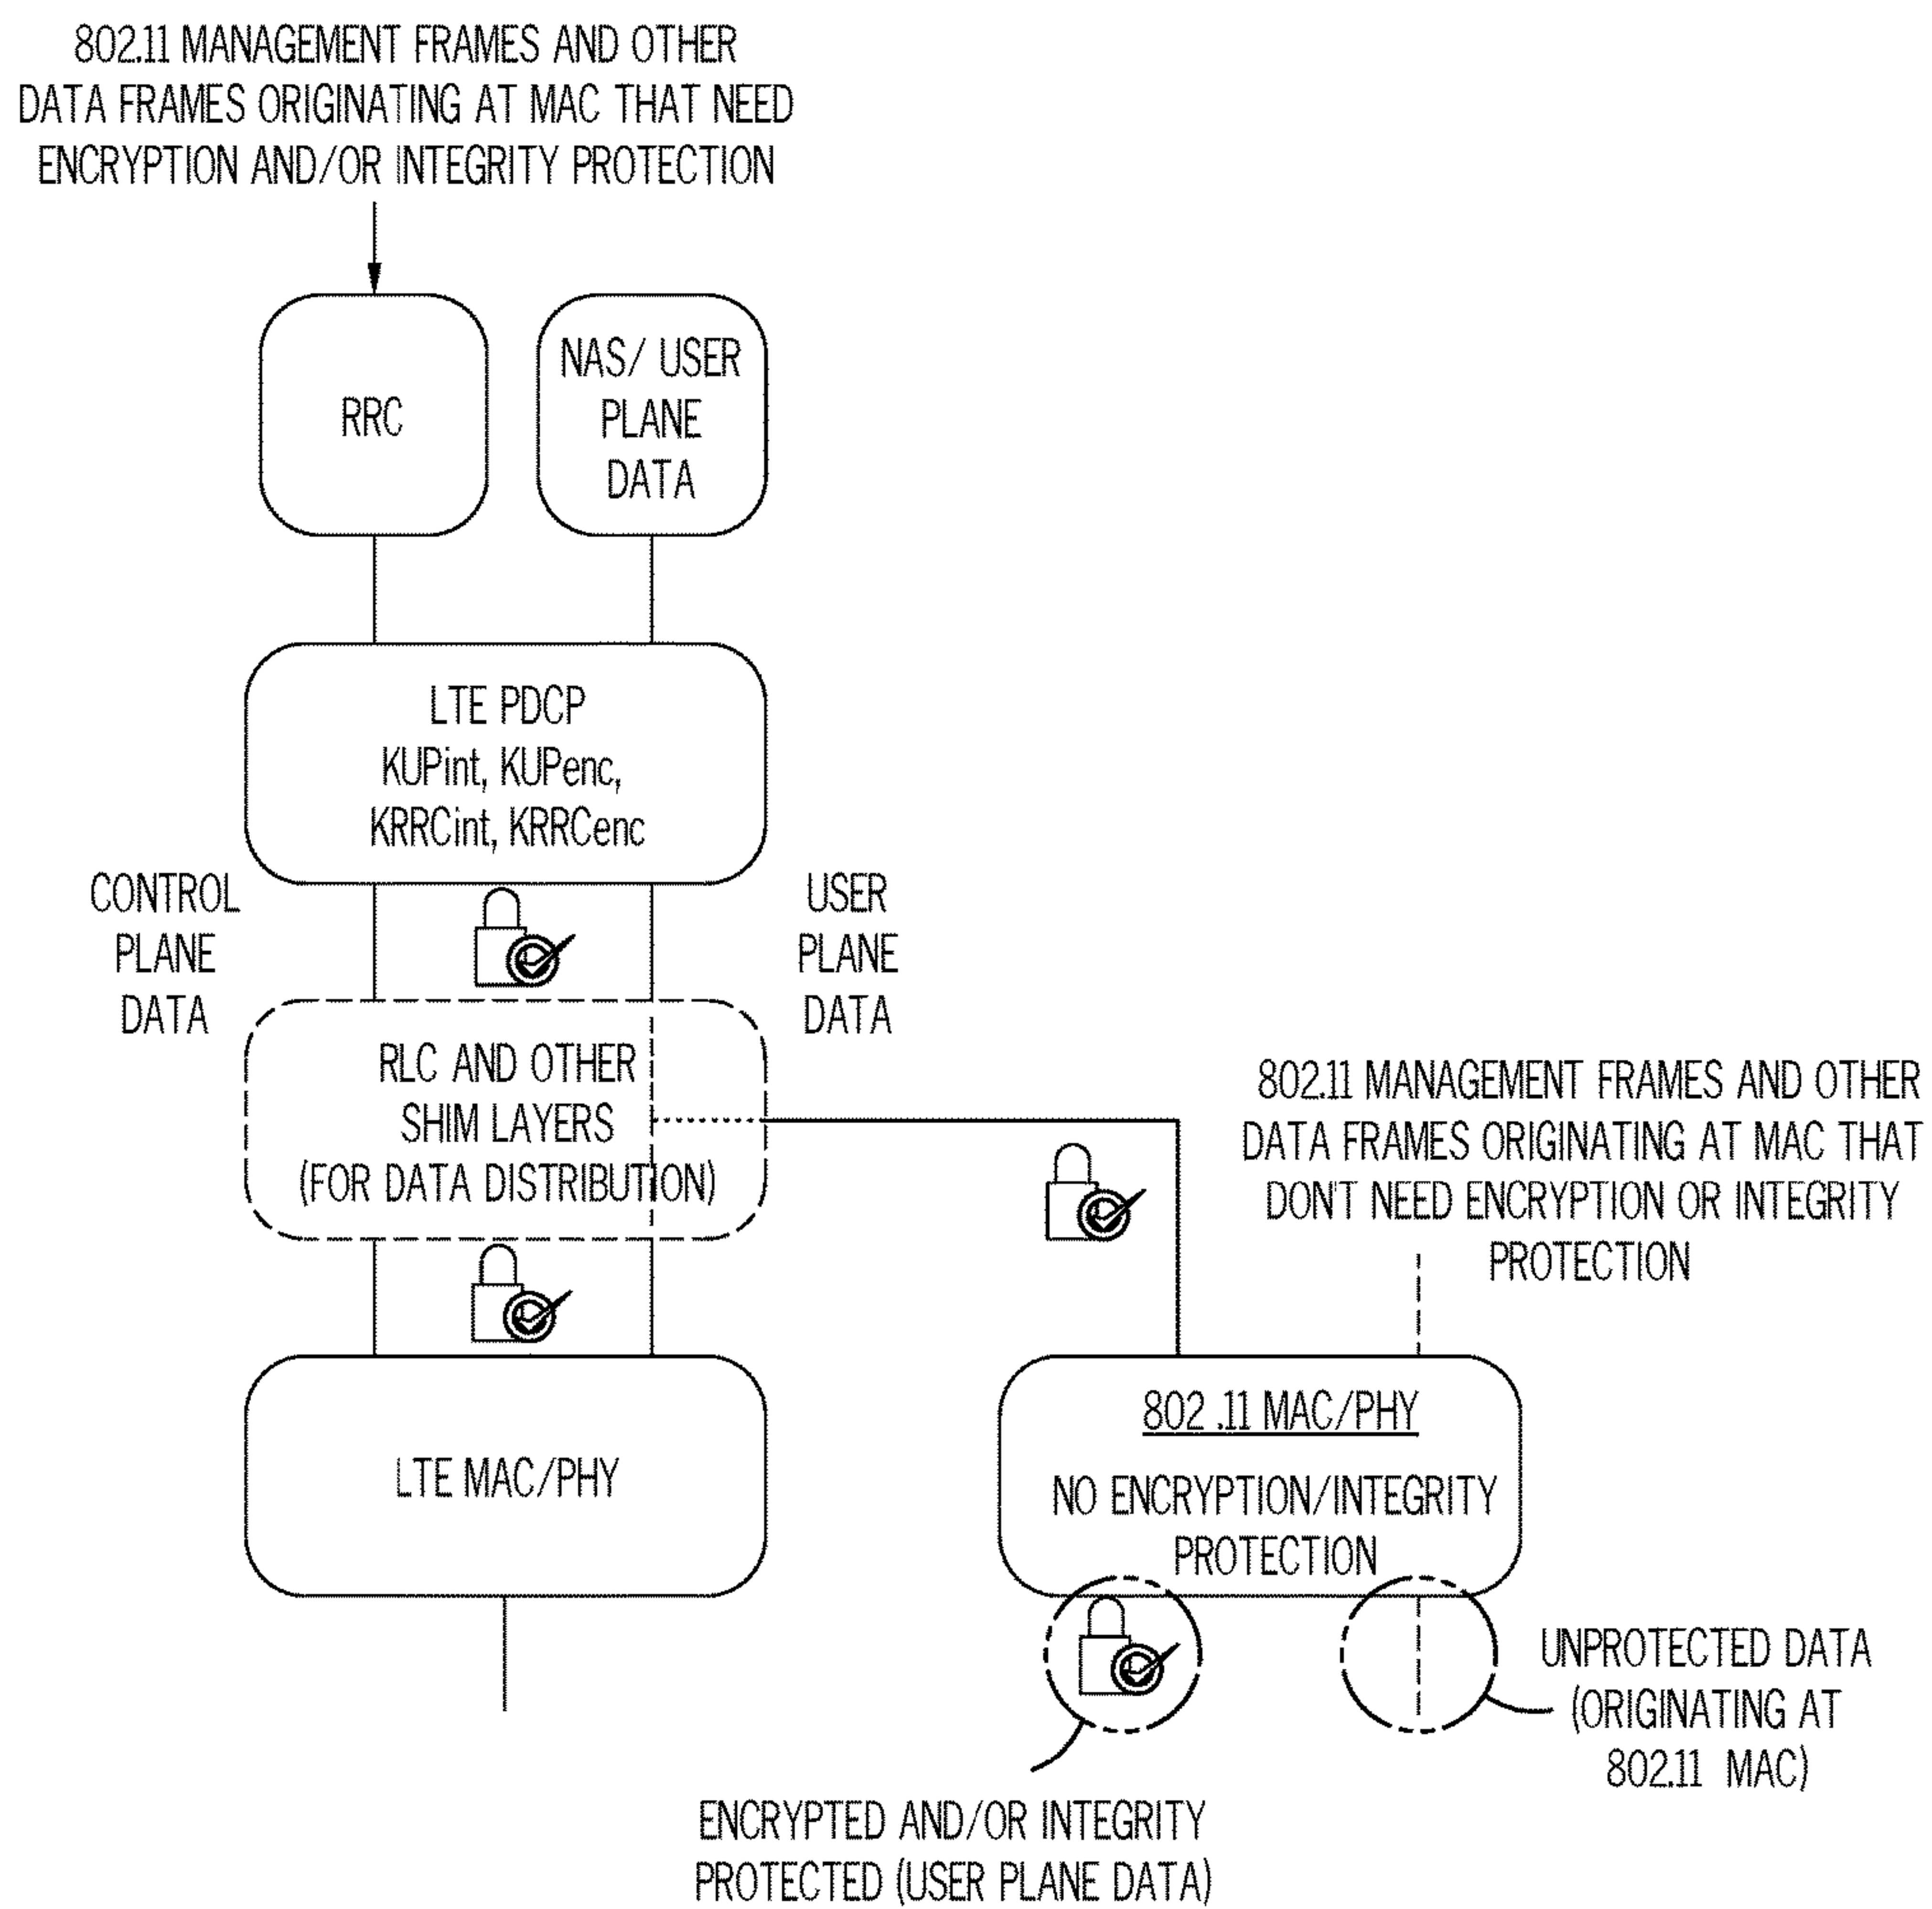 802.11 MANAGEMENT FRAMES AND OTHER
DATA FRAMES ORIGINATING AT MAC THAT NEED
ENCRYPTION AND/OR INTEGRITY PROTECTION
RRC
NAS/ USER
PLANE
DATA
LTE PDCP
KUPint, KUPenc,
KRRCint, KRRCenc
CONTROL
PLANE
DATA
USER
PLANE
DATA
RLC AND OTHER
SHIM LAYERS
(FOR DATA DISTRIBUTION)
802.11 MANAGEMENT FRAMES AND OTHER
DATA FRAMES ORIGINATING AT MAC THAT
DON'T NEED ENCRYPTION OR INTEGRITY
PROTECTION
LTE MAC/PHY
802 .11 MAC/PHY
NO ENCRYPTION/INTEGRITY
PROTECTION
UNPROTECTED DATA
(ORIGINATING AT
802.11 MAC)
ENCRYPTED AND/OR INTEGRITY
PROTECTED (USER PLANE DATA)